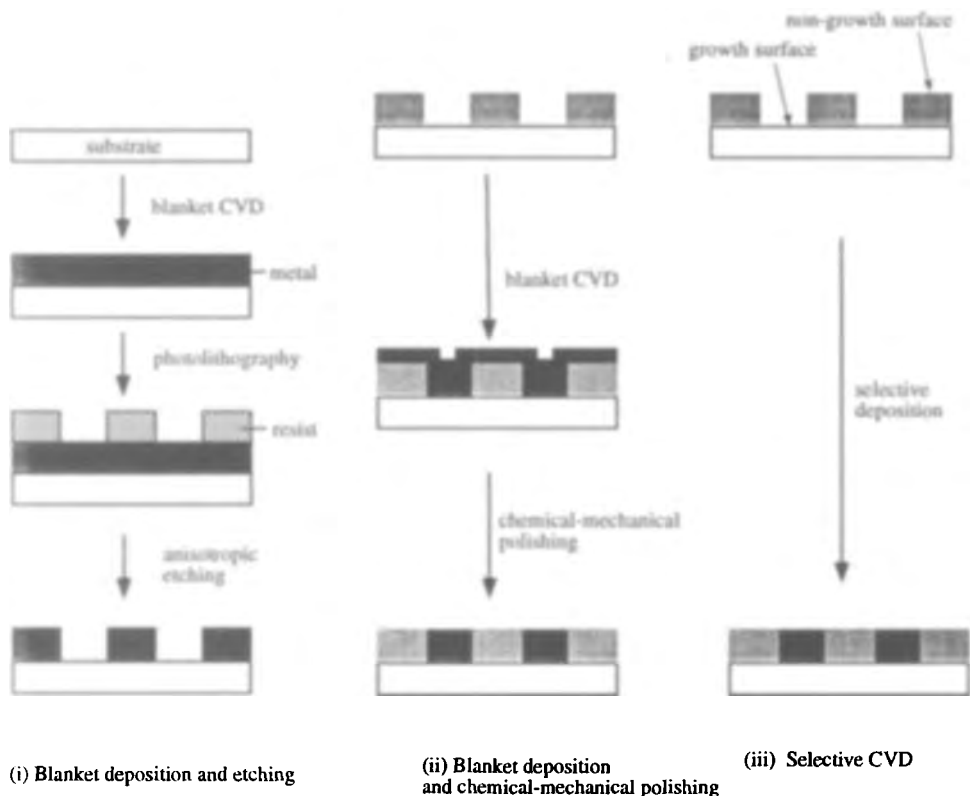 non-growth surface
growth surface
substrate
blanket CVD
metal
blanket CVD
photolithography
selective
deposition
resist
chemical-mechanical
polishing
anisotropic
etching
(i) Blanket deposition and etching
(ii) Blanket deposition
and chemical-mechanical polishing
(iii) Selective CVD